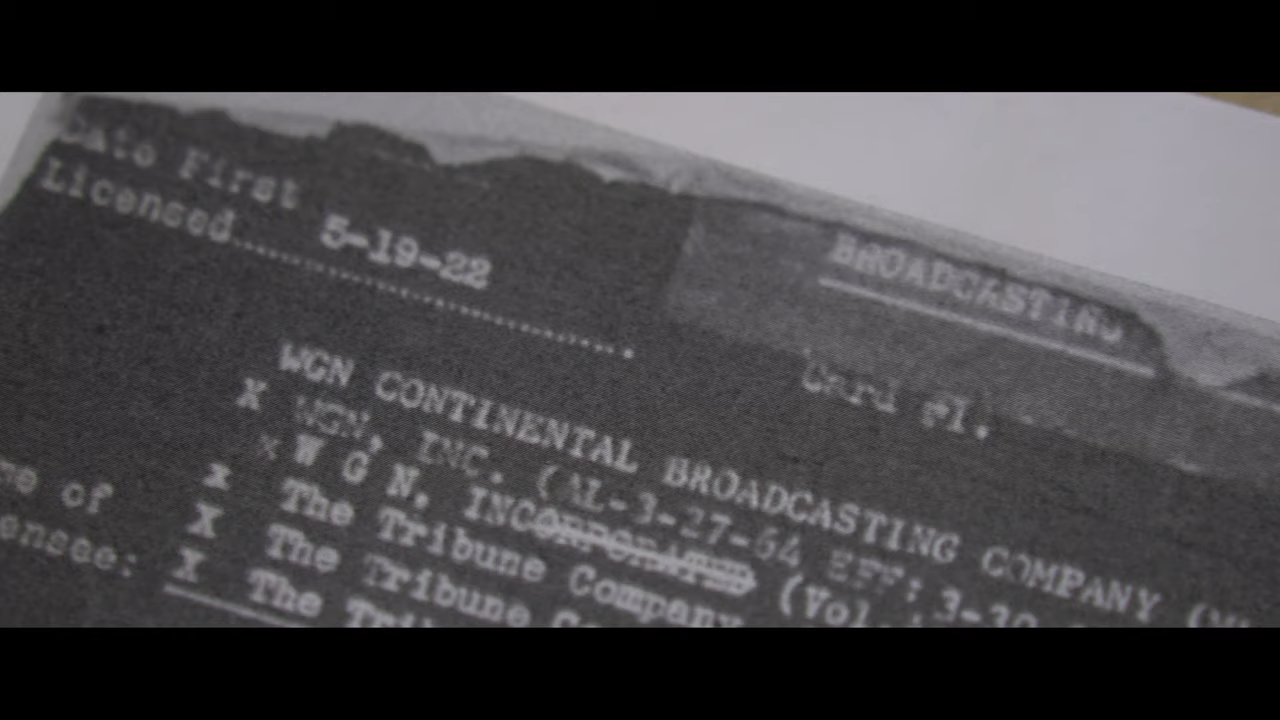 Date First
Licensed 5-19-22
BROADCASTING
Card #1.
WGN CONTINENTAL BROADCASTING COMPANY
X WGN, INC. (AL-3-27-64 EFF: 3-30
X W G N, INCORPORATED (Vol.
of X The Tribune Company
X The Tribune
X The